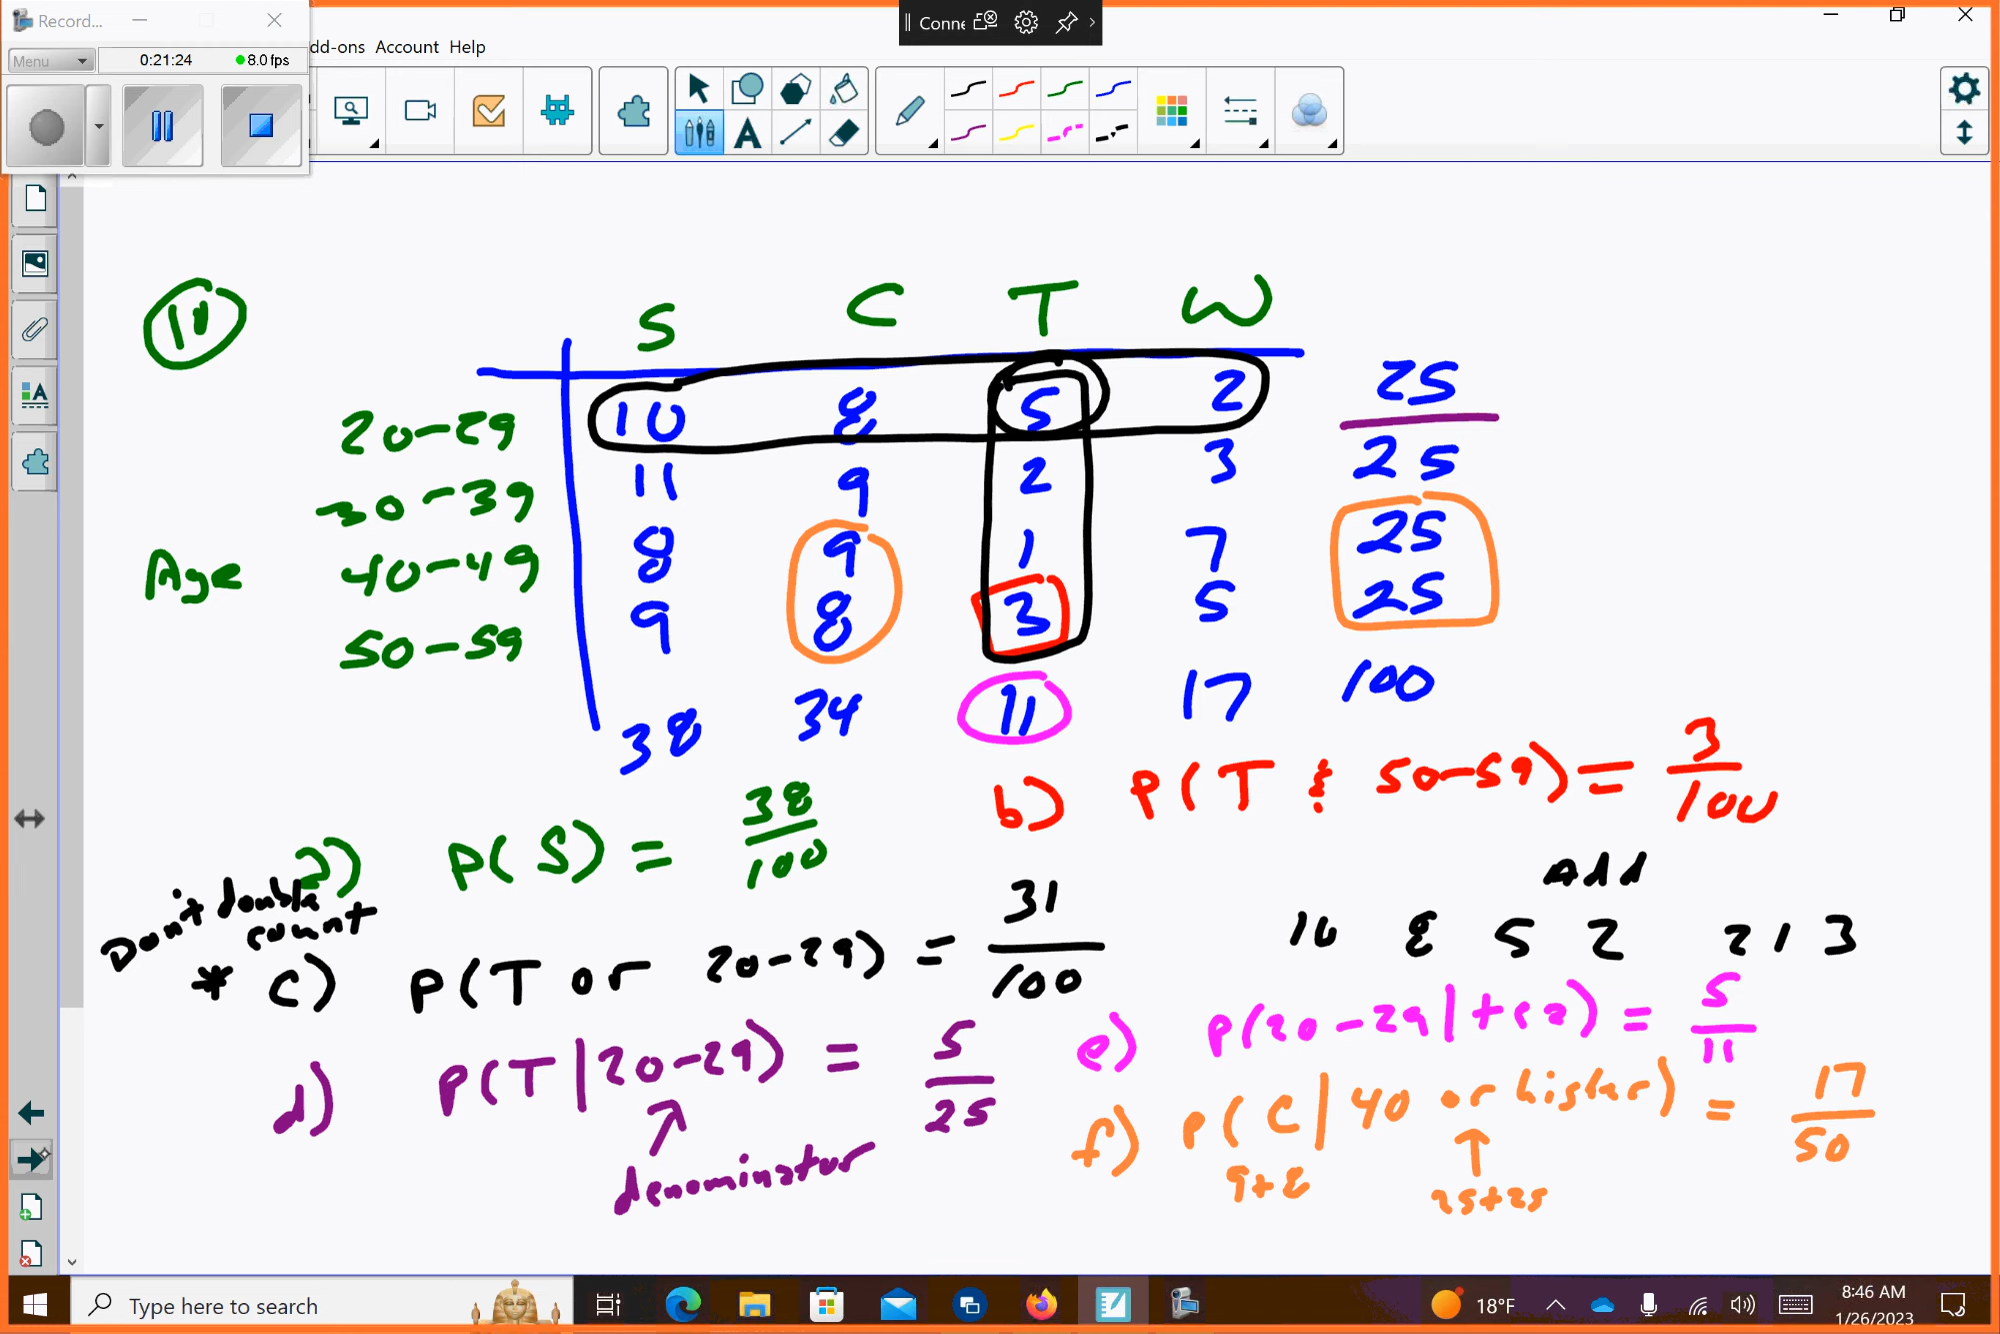 Record...
Conne
Menu
0:21:24
8.0 fps
dd-ons Account Help
10
S C T W
20-29 10 8 5 2 25
30-39 11 9 2 3 25
Age 40-49 8 9 1 7 25
50-59 9 8 3 5 25
38 34 11 17 100
a) P(S) = 38/100
b) P(T & 50-59) = 3/100
Don't double
count
* c) P(T or 20-29) = 31/100
Add
10 8 5 2 2 1 3
d) P(T|20-29) = 5/25
denominator
e) P(20-29|tea) = 5/11
f) P(C|40 or higher) = 17/50
9+8 25+25
Type here to search
18°F
8:46 AM
1/26/2023